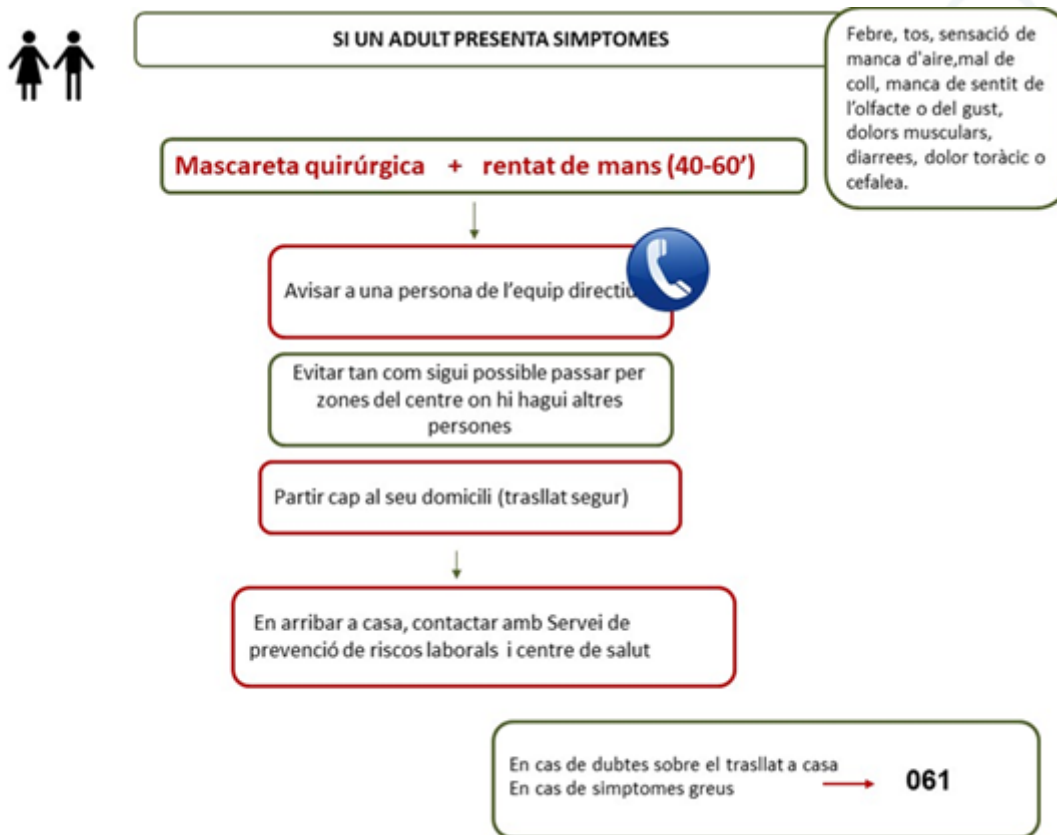 SI UN ADULT PRESENTA SIMPTOMES
Febre, tos, sensació de
manca d'aire,mal de
coll, manca de sentit de
l'olfacte o del gust,
dolors musculars,
diarrees, dolor toràcic o
cefalea.
Mascareta quirúrgica + rentat de mans (40-60')
Avisar a una persona de l'equip directiu
Evitar tan com sigui possible passar per
zones del centre on hi hagui altres
persones
Partir cap al seu domicili (trasllat segur)
En arribar a casa, contactar amb Servei de
prevenció de riscos laborals i centre de salut
En cas de dubtes sobre el trasllat a casa
En cas de simptomes greus 061